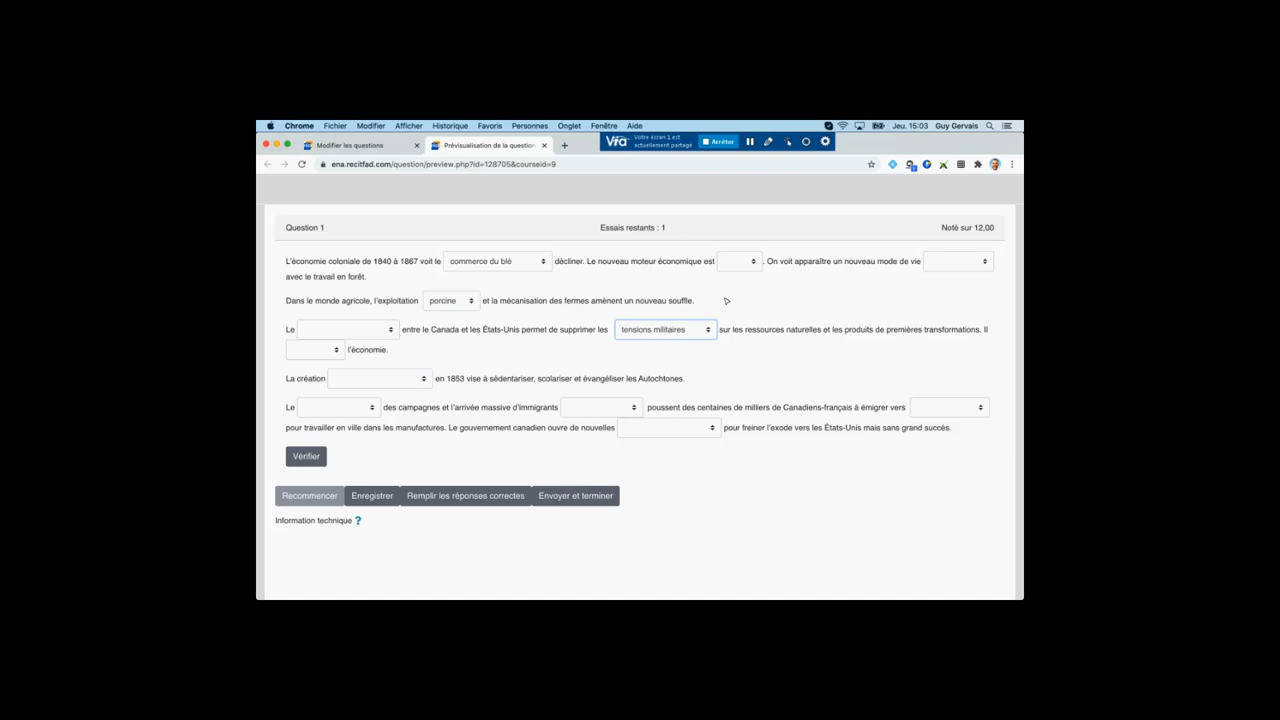 Chrome Fichier Modifier Afficher Historique Favoris Personnes Onglet Fenêtre Aide Jeu. 15:03 Guy Gervais
Modifier les questions Prévisualisation de la question Via Votre écran 1 est actuellement partagé Arrêter
ena.recitfad.com/question/preview.php?id=128705&courseid=9
Question 1 Essais restants : 1 Noté sur 12,00
L'économie coloniale de 1840 à 1867 voit le commerce du blé décliner. Le nouveau moteur économique est . On voit apparaître un nouveau mode de vie
avec le travail en forêt.
Dans le monde agricole, l'exploitation porcine et la mécanisation des fermes amènent un nouveau souffle.
Le entre le Canada et les États-Unis permet de supprimer les tensions militaires sur les ressources naturelles et les produits de premières transformations. Il
l'économie.
La création en 1853 vise à sédentariser, scolariser et évangéliser les Autochtones.
Le des campagnes et l'arrivée massive d'immigrants poussent des centaines de milliers de Canadiens-français à émigrer vers
pour travailler en ville dans les manufactures. Le gouvernement canadien ouvre de nouvelles pour freiner l'exode vers les États-Unis mais sans grand succès.
Vérifier
Recommencer Enregistrer Remplir les réponses correctes Envoyer et terminer
Information technique ?